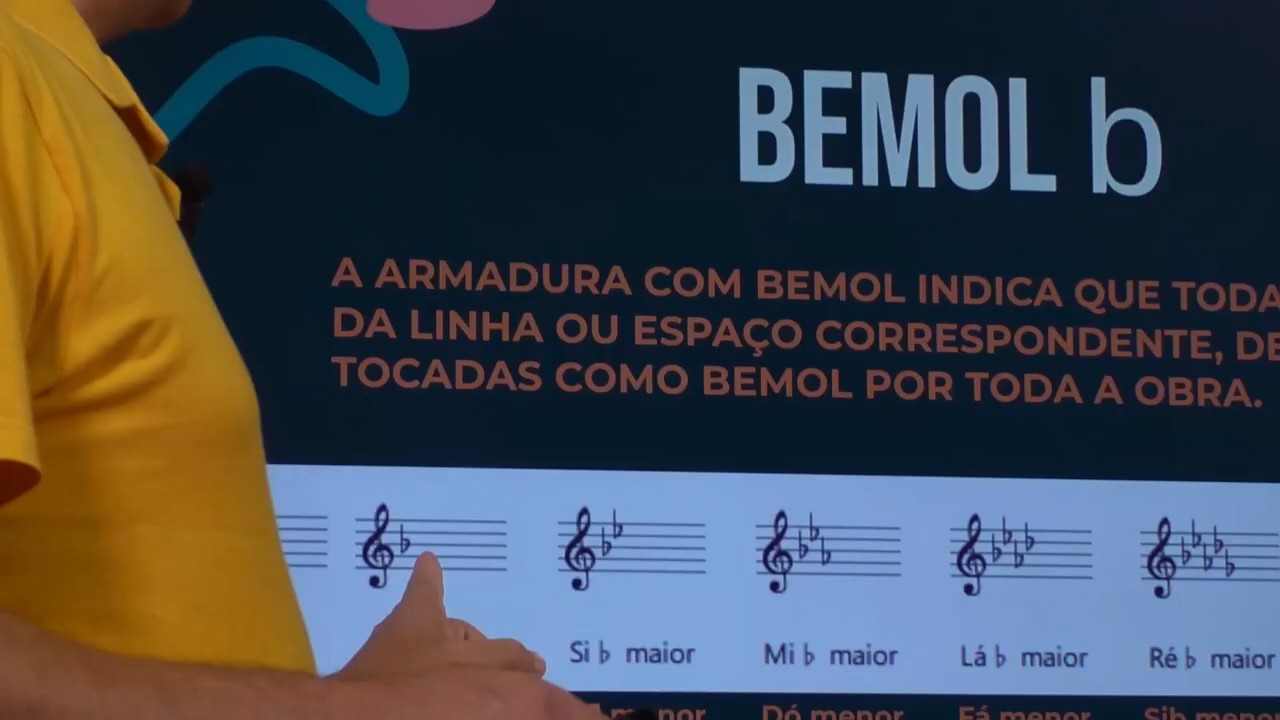 BEMOL b
A ARMADURA COM BEMOL INDICA QUE TODA
DA LINHA OU ESPAÇO CORRESPONDENTE, DE
TOCADAS COMO BEMOL POR TODA A OBRA.
Si ♭ maior Mi ♭ maior Lá ♭ maior Ré ♭ maior
Dó menor Fá menor Sib